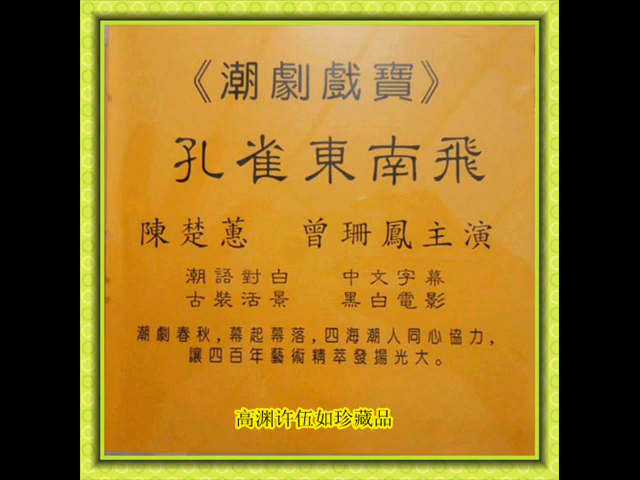 《潮劇戲寶》
孔雀東南飛
陳楚蕙 曾珊鳳主演
潮語對白 中文字幕
古裝活景 黑白電影
潮劇春秋,幕起幕落,四海潮人同心協力,
讓四百年藝術精萃發揚光大。
高渊许伍如珍藏品